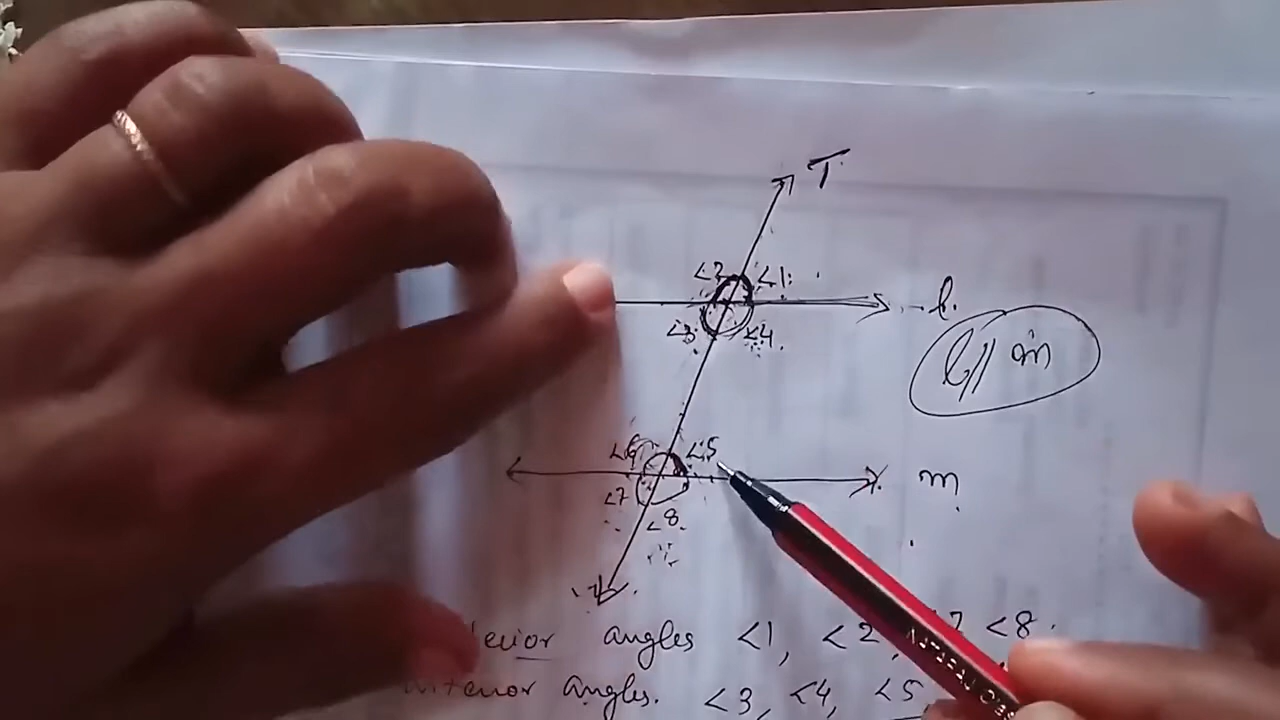 T
<2 <1
l
<3 <4
l || m
<6 <5
m
<7
<8
angles <1, <2, <8
angles. <3, <4, <5